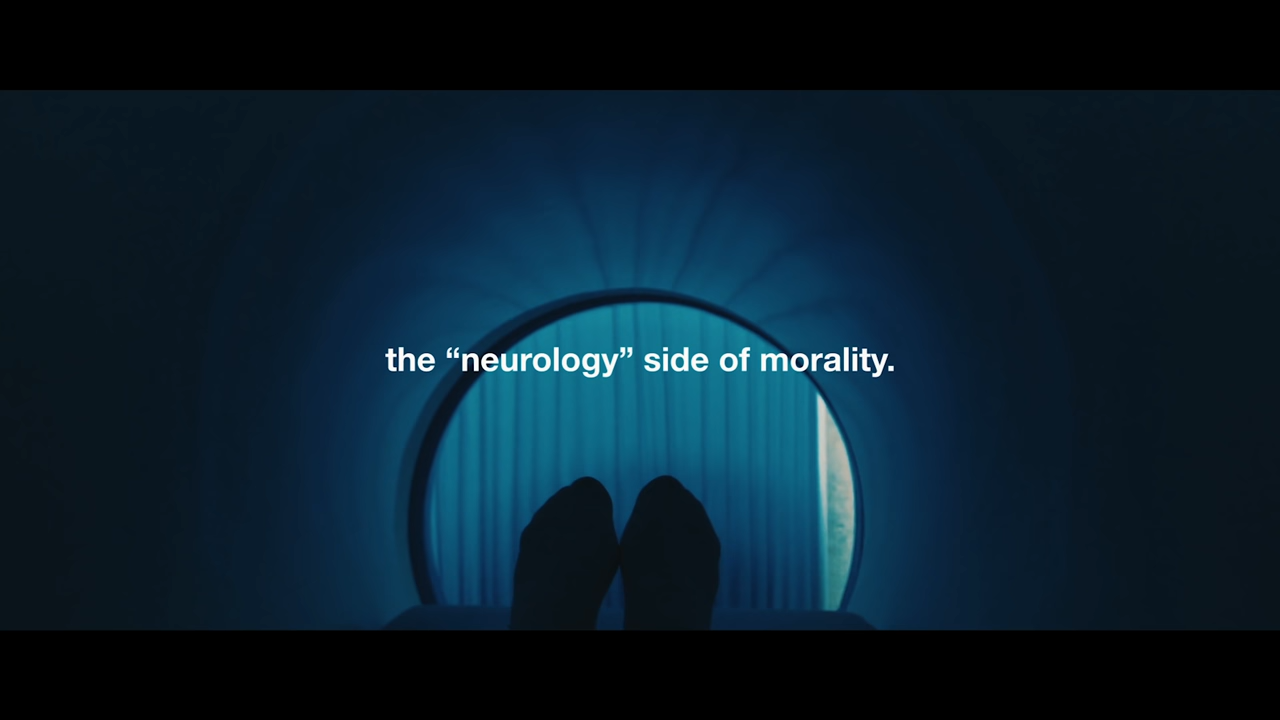 the “neurology” side of morality.